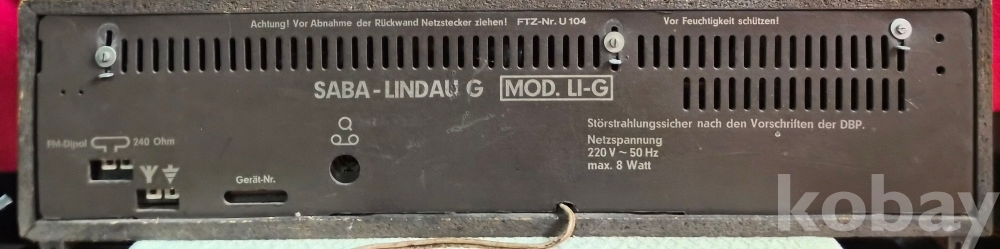 Achtung! Vor Abnahme der Rückwand Netzstecker ziehen! FTZ-Nr. U 104 Vor Feuchtigkeit schützen!
SABA-LINDAU G MOD. LI-G
Störstrahlungssicher nach den Vorschriften der DBP.
Netzspannung
220 V ~ 50 Hz
max. 8 Watt
FM-Dipol 240 Ohm
Gerät-Nr.
kobay